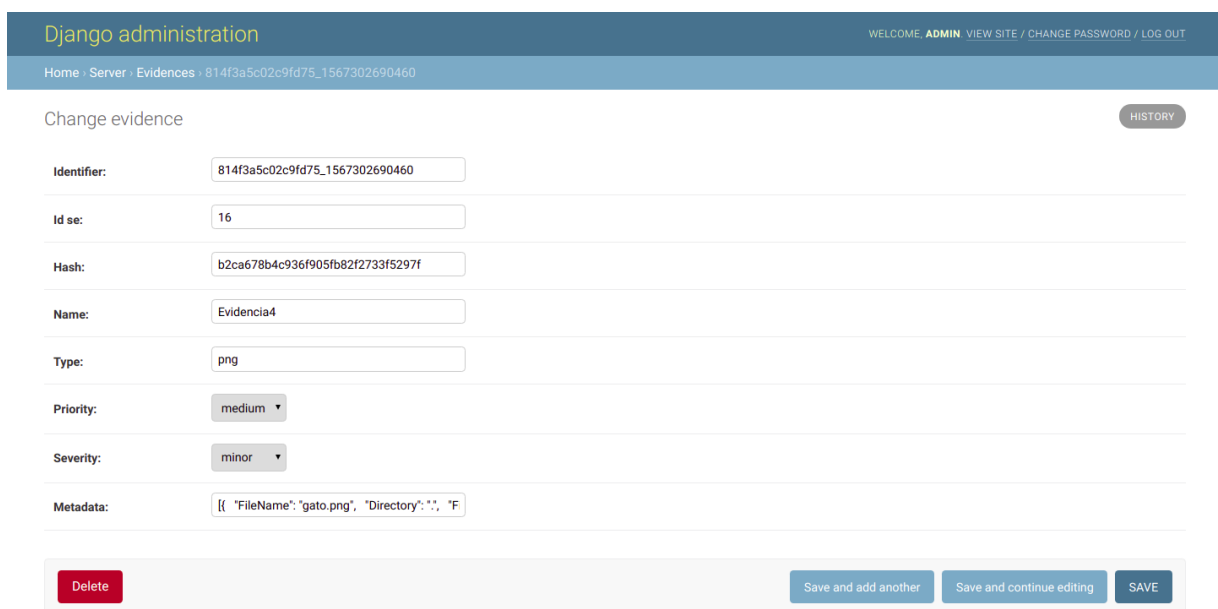 Django administration
WELCOME, ADMIN. VIEW SITE / CHANGE PASSWORD / LOG OUT
Home › Server › Evidences › 814f3a5c02c9fd75_1567302690460
Change evidence
HISTORY
Identifier: 814f3a5c02c9fd75_1567302690460
Id se: 16
Hash: b2ca678b4c936f905fb82f2733f5297f
Name: Evidencia4
Type: png
Priority: medium
Severity: minor
Metadata: [{ "FileName": "gato.png", "Directory": ".", "F
Delete
Save and add another
Save and continue editing
SAVE